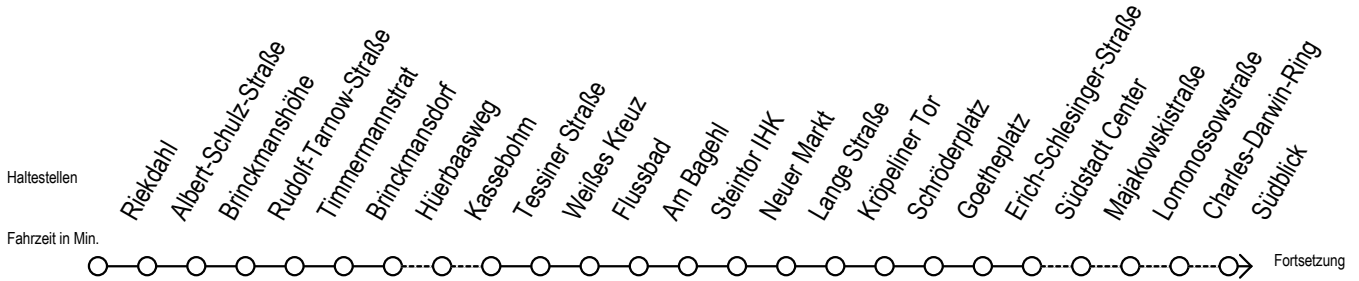 Haltestellen
Riekdahl
Albert-Schulz-Straße
Brinckmanshöhe
Rudolf-Tarnow-Straße
Timmermannstrat
Brinckmansdorf
Hüerbaasweg
Kassebohm
Tessiner Straße
Weißes Kreuz
Flussbad
Am Bagehl
Steintor IHK
Neuer Markt
Lange Straße
Kröpeliner Tor
Schröderplatz
Goetheplatz
Erich-Schlesinger-Straße
Südstadt Center
Majakowskistraße
Lomonossowstraße
Charles-Darwin-Ring
Südblick
Fahrzeit in Min.
Fortsetzung